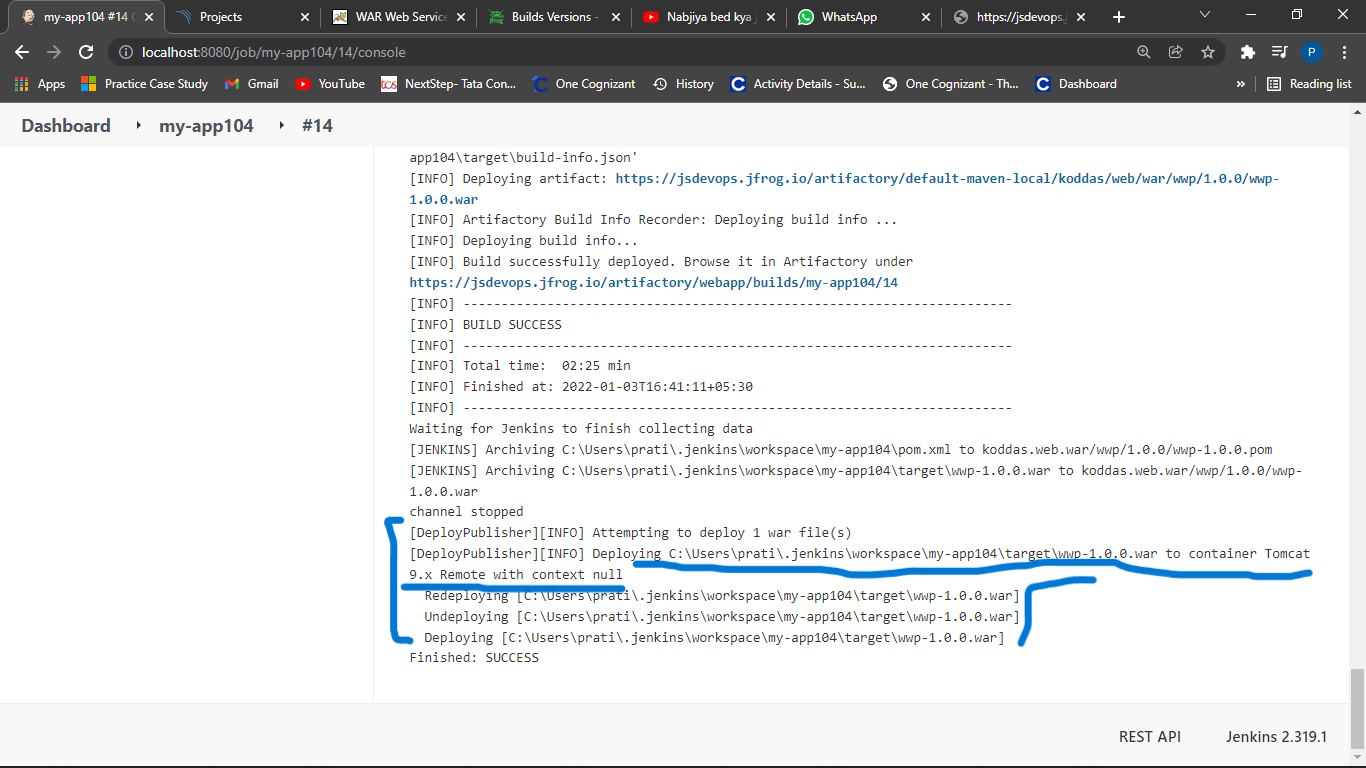 my-app104 #14
Projects
WAR Web Service
Builds Versions -
Nabjiya bed kya
WhatsApp
https://jsdevops.j
localhost:8080/job/my-app104/14/console
P
Apps
Practice Case Study
Gmail
YouTube
NextStep- Tata Con...
One Cognizant
History
Activity Details - Su...
One Cognizant - Th...
Dashboard
»
Reading list
Dashboard
my-app104
#14
app104\target\build-info.json'
[INFO] Deploying artifact: https://jsdevops.jfrog.io/artifactory/default-maven-local/koddas/web/war/wwp/1.0.0/wwp-
1.0.0.war
[INFO] Artifactory Build Info Recorder: Deploying build info ...
[INFO] Deploying build info...
[INFO] Build successfully deployed. Browse it in Artifactory under
https://jsdevops.jfrog.io/artifactory/webapp/builds/my-app104/14
[INFO] ------------------------------------------------------------------------
[INFO] BUILD SUCCESS
[INFO] ------------------------------------------------------------------------
[INFO] Total time:  02:25 min
[INFO] Finished at: 2022-01-03T16:41:11+05:30
[INFO] ------------------------------------------------------------------------
Waiting for Jenkins to finish collecting data
[JENKINS] Archiving C:\Users\prati\.jenkins\workspace\my-app104\pom.xml to koddas.web.war/wwp/1.0.0/wwp-1.0.0.pom
[JENKINS] Archiving C:\Users\prati\.jenkins\workspace\my-app104\target\wwp-1.0.0.war to koddas.web.war/wwp/1.0.0/wwp-
1.0.0.war
channel stopped
[DeployPublisher][INFO] Attempting to deploy 1 war file(s)
[DeployPublisher][INFO] Deploying C:\Users\prati\.jenkins\workspace\my-app104\target\wwp-1.0.0.war to container Tomcat
9.x Remote with context null
Redeploying [C:\Users\prati\.jenkins\workspace\my-app104\target\wwp-1.0.0.war]
Undeploying [C:\Users\prati\.jenkins\workspace\my-app104\target\wwp-1.0.0.war]
Deploying [C:\Users\prati\.jenkins\workspace\my-app104\target\wwp-1.0.0.war]
Finished: SUCCESS
REST API
Jenkins 2.319.1